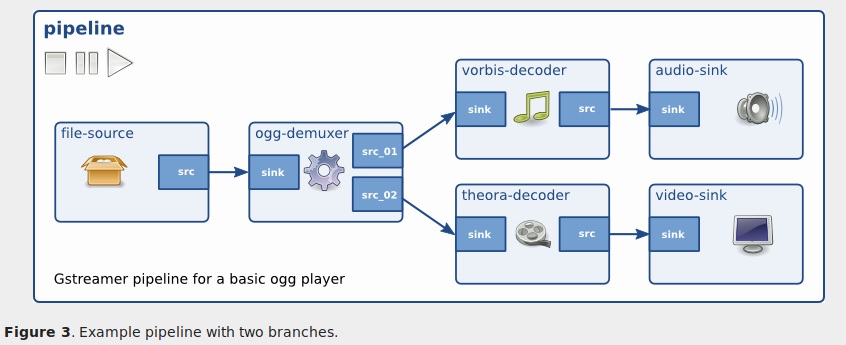 pipeline
file-source
src
ogg-demuxer
sink
src_01
src_02
vorbis-decoder
sink
src
audio-sink
sink
theora-decoder
sink
src
video-sink
sink
Gstreamer pipeline for a basic ogg player
Figure 3. Example pipeline with two branches.